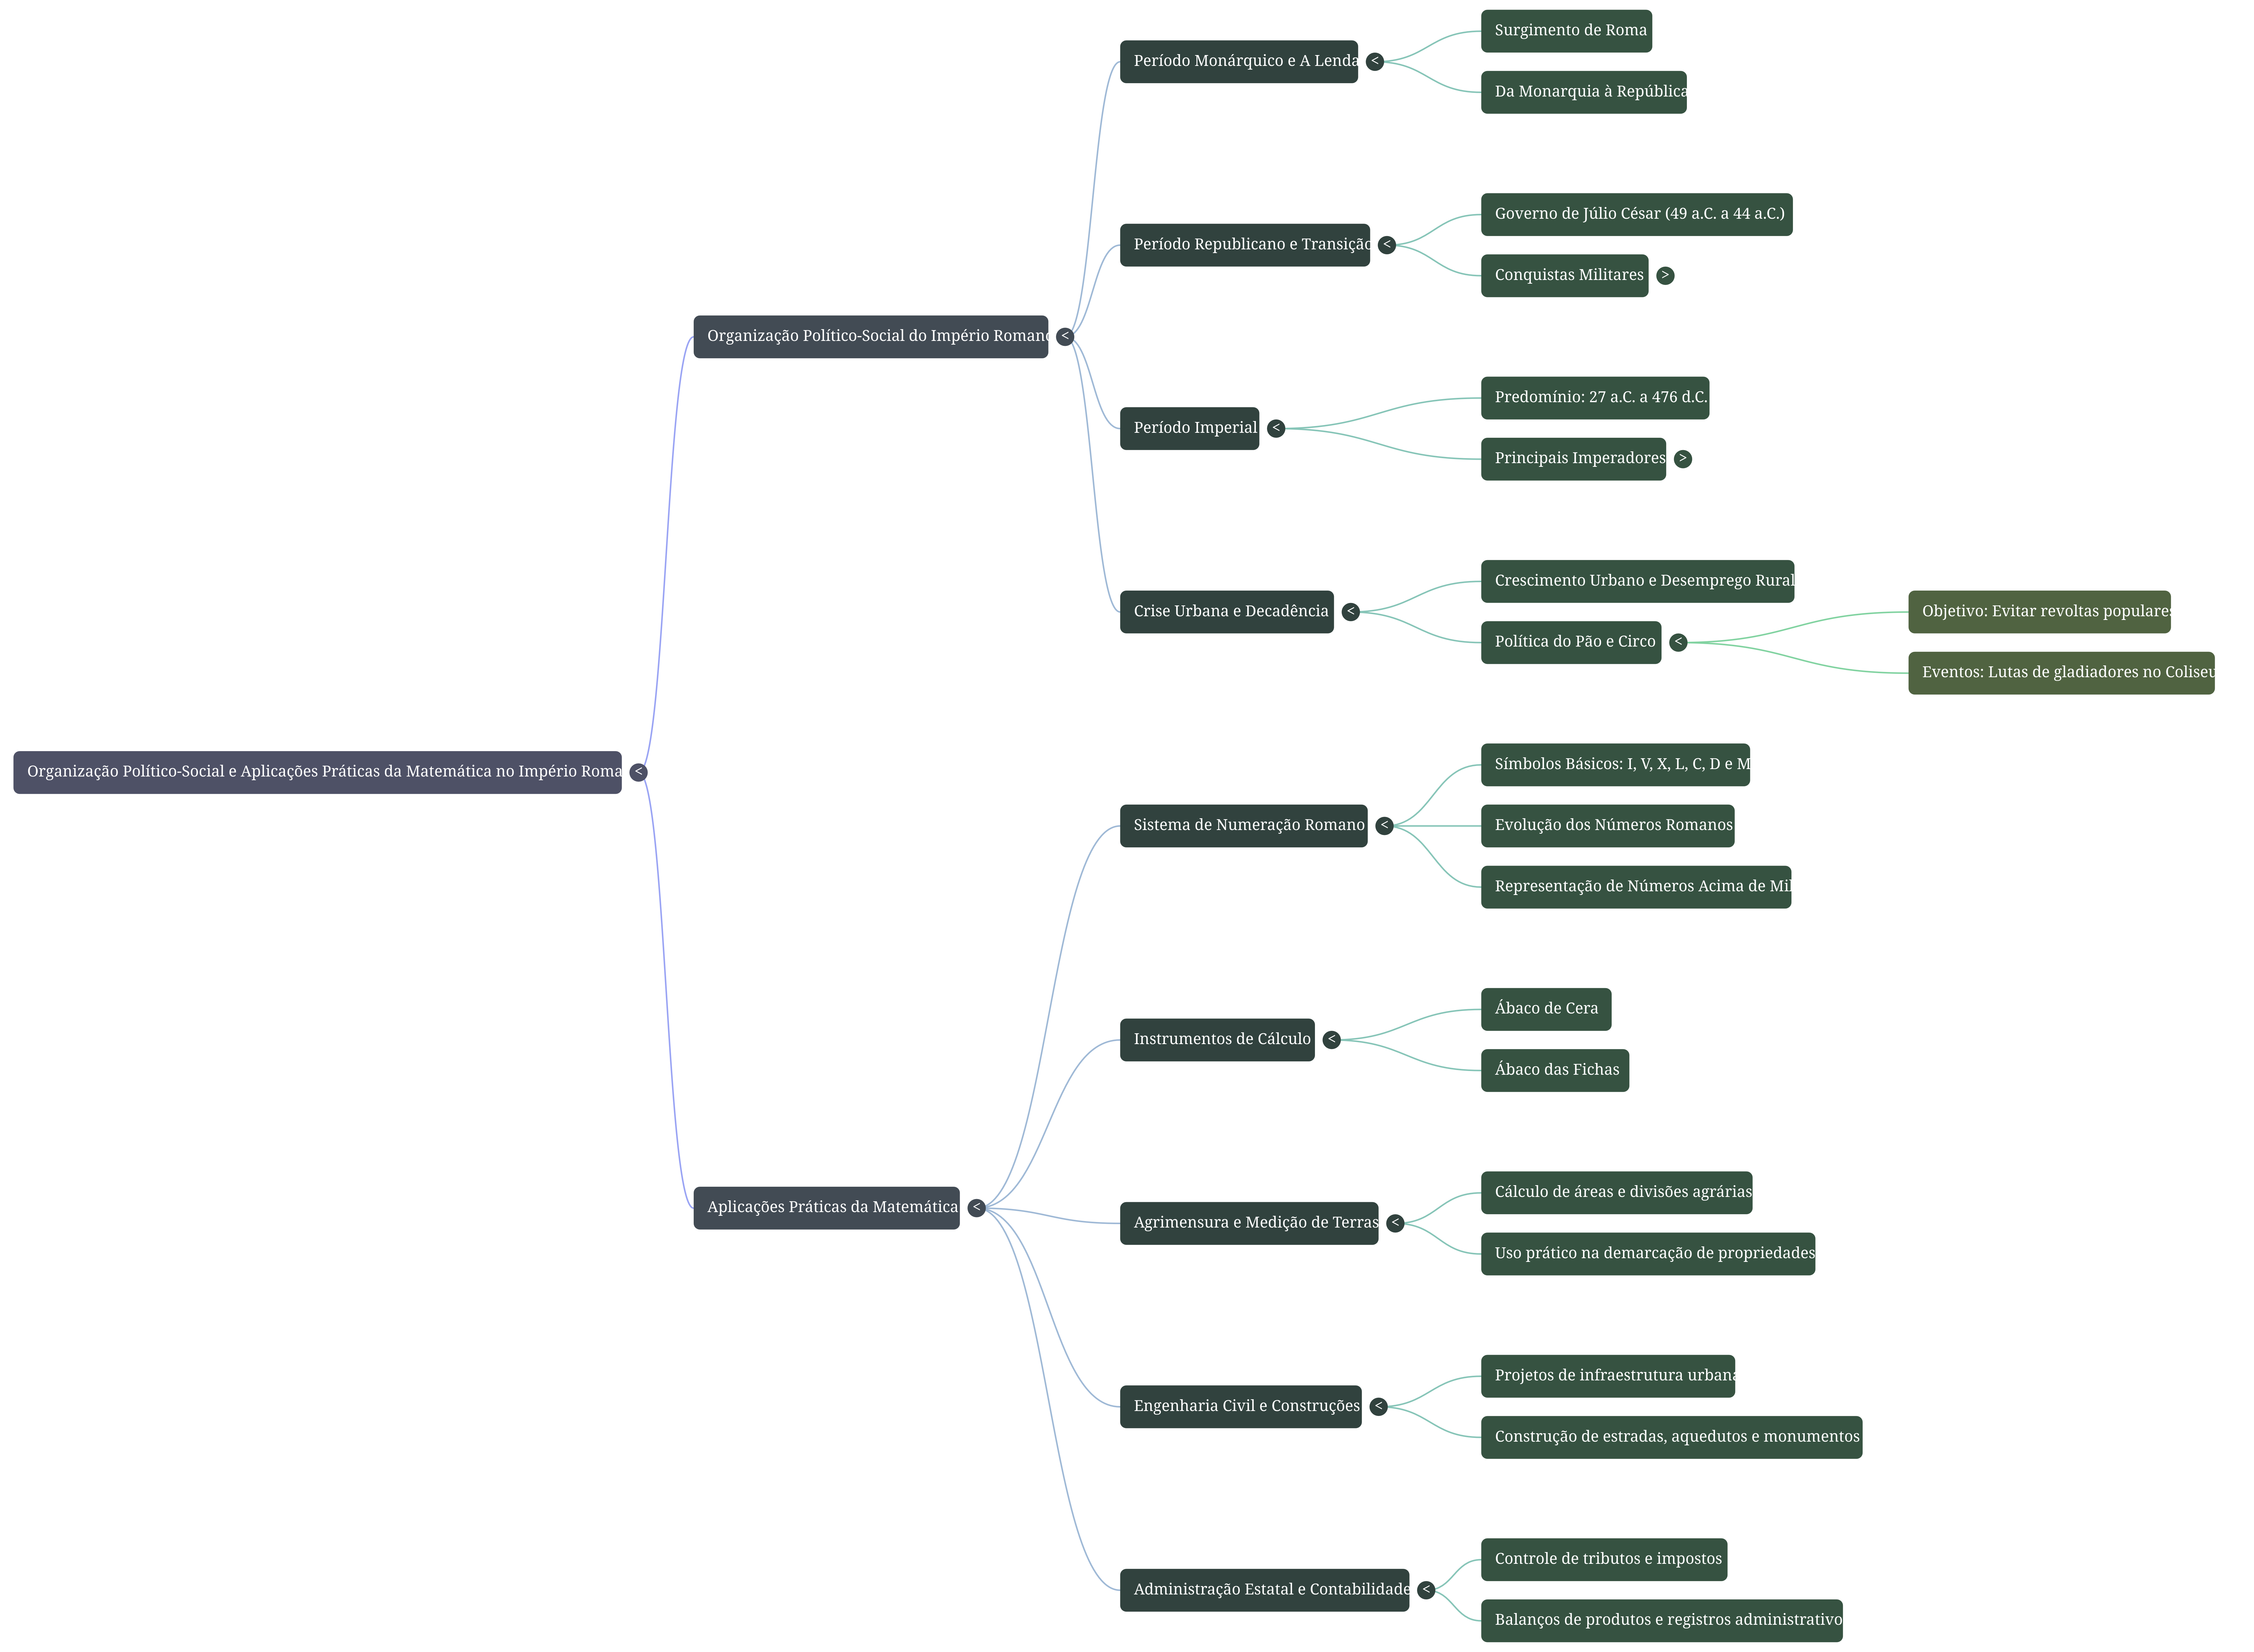 Organização Político-Social e Aplicações Práticas da Matemática no Império Roma
<
Organização Político-Social do Império Romano
<
Período Monárquico e A Lenda
<
Surgimento de Roma
Da Monarquia à República
Período Republicano e Transição
<
Governo de Júlio César (49 a.C. a 44 a.C.)
Conquistas Militares
>
Período Imperial
<
Predomínio: 27 a.C. a 476 d.C.
Principais Imperadores
>
Crise Urbana e Decadência
<
Crescimento Urbano e Desemprego Rural
Política do Pão e Circo
<
Objetivo: Evitar revoltas populares
Eventos: Lutas de gladiadores no Coliseu
Aplicações Práticas da Matemática
<
Sistema de Numeração Romano
<
Símbolos Básicos: I, V, X, L, C, D e M
Evolução dos Números Romanos
Representação de Números Acima de Mil
Instrumentos de Cálculo
<
Ábaco de Cera
Ábaco das Fichas
Agrimensura e Medição de Terras
<
Cálculo de áreas e divisões agrárias
Uso prático na demarcação de propriedades
Engenharia Civil e Construções
<
Projetos de infraestrutura urbana
Construção de estradas, aquedutos e monumentos
Administração Estatal e Contabilidade
<
Controle de tributos e impostos
Balanços de produtos e registros administrativo